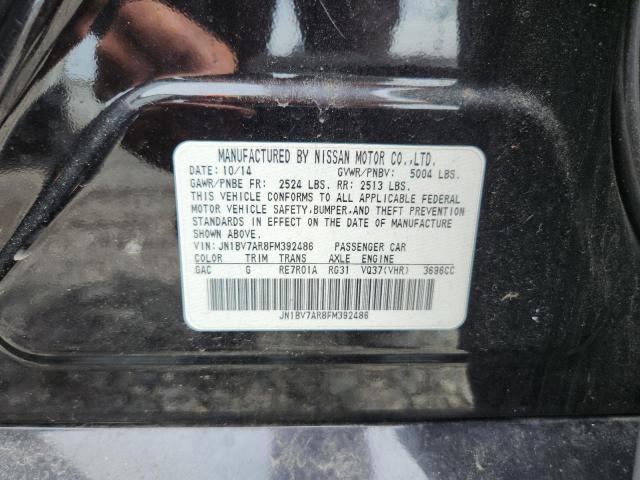 MANUFACTURED BY NISSAN MOTOR CO.,LTD.
DATE: 10/14 GVWR/PNBV: 5004 LBS.
GAWR/PNBE FR: 2524 LBS. RR: 2513 LBS.
THIS VEHICLE CONFORMS TO ALL APPLICABLE FEDERAL
MOTOR VEHICLE SAFETY,BUMPER,AND THEFT PREVENTION
STANDARDS IN EFFECT ON THE DATE OF MANUFACTURE
SHOWN ABOVE.
VIN: JN1BV7AR8FM392486 PASSENGER CAR
COLOR TRIM TRANS AXLE ENGINE
GAC G RE7R01A RG31 VQ37(VHR) 3696CC
JN1BV7AR8FM392486